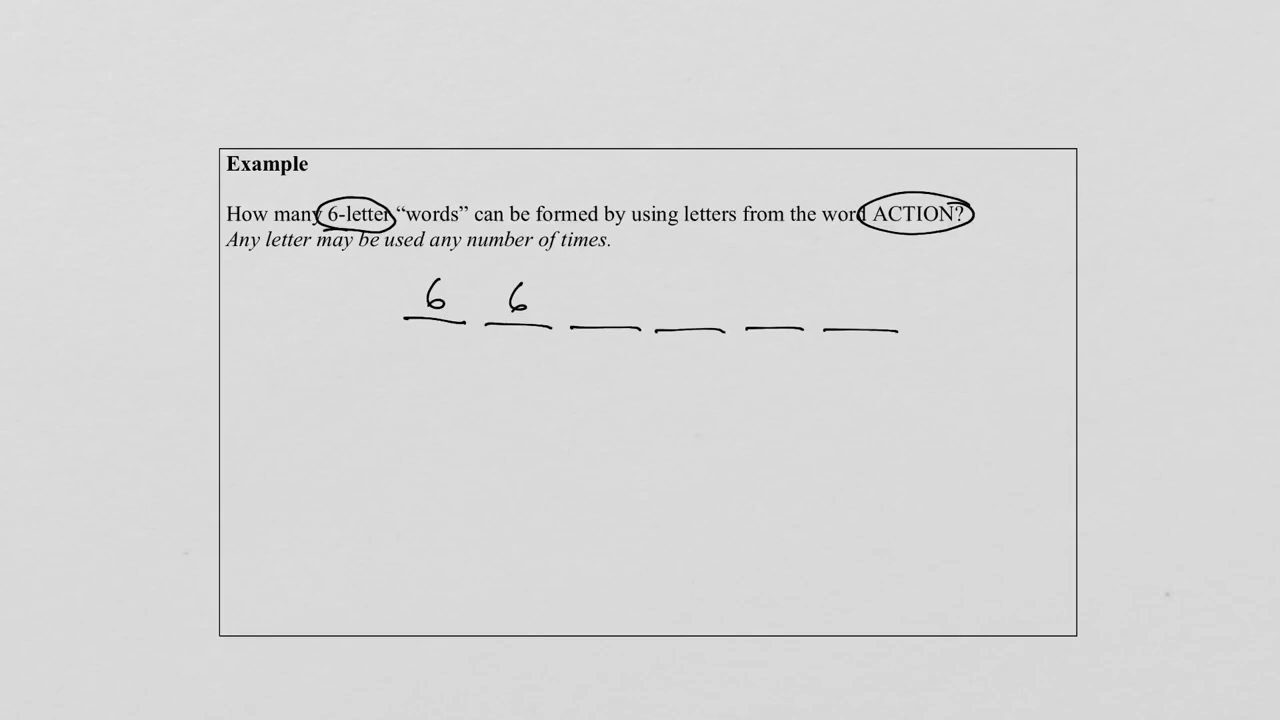 Example
How many 6-letter “words” can be formed by using letters from the word ACTION?
Any letter may be used any number of times.
6 6